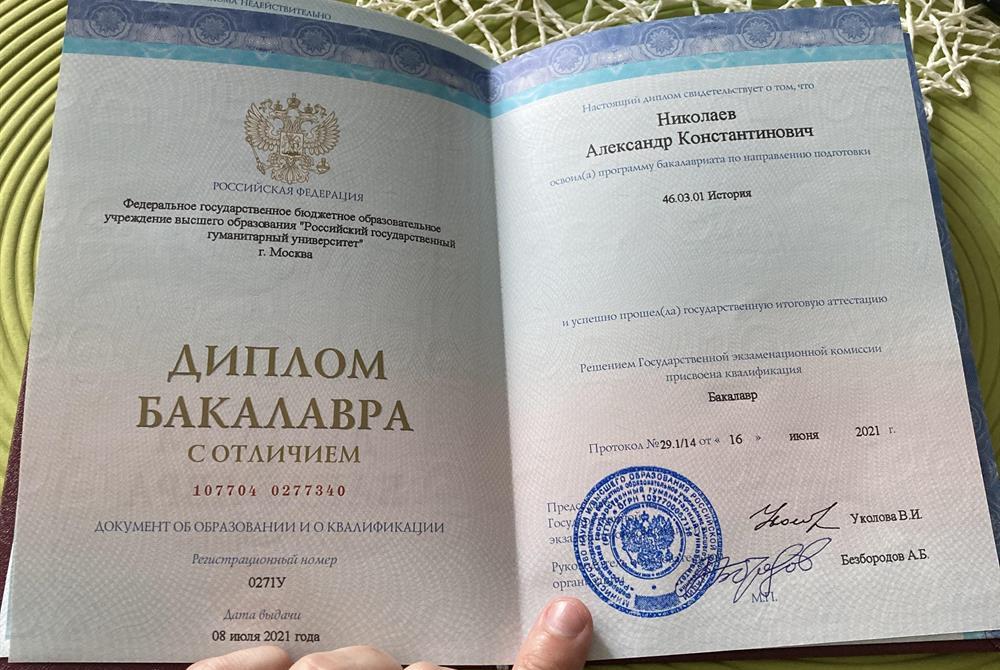 НЕДЕЙСТВИТЕЛЬНО
РОССИЙСКАЯ ФЕДЕРАЦИЯ
Федеральное государственное бюджетное образовательное
учреждение высшего образования "Российский государственный
гуманитарный университет"
г. Москва
ДИПЛОМ
БАКАЛАВРА
С ОТЛИЧИЕМ
107704 0277340
ДОКУМЕНТ ОБ ОБРАЗОВАНИИ И О КВАЛИФИКАЦИИ
Регистрационный номер
0271У
Дата выдачи
08 июля 2021 года
Настоящий диплом свидетельствует о том, что
Николаев
Александр Константинович
освоил(а) программу бакалавриата по направлению подготовки
46.03.01 История
и успешно прошел(ла) государственную итоговую аттестацию
Решением Государственной экзаменационной комиссии
присвоена квалификация
Бакалавр
Протокол № 29.1/14 от « 16 » июня 2021 г.
Уколова В.И.
Безбородов А.Б.
М.П.